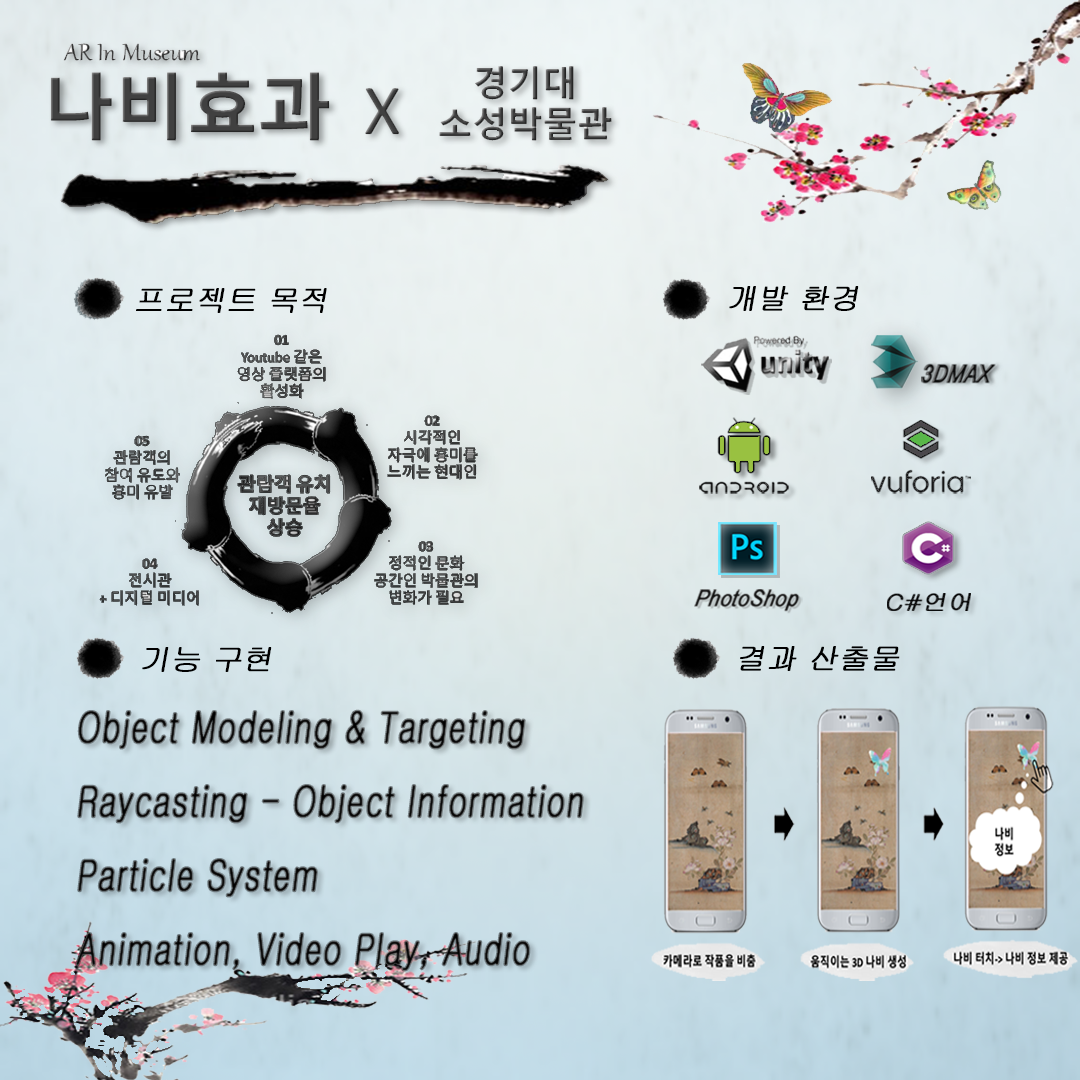 AR In Museum
나비효과 X 경기대 소성박물관
프로젝트 목적
01
Youtube 같은
영상 플랫폼의
활성화
02
시각적인
자극에 흥미를
느끼는 현대인
03
정적인 문화
공간인 박물관의
변화가 필요
04
전시관
+ 디지털 미디어
05
관람객의
참여 유도와
흥미 유발
관람객 유치
재방문율
상승
개발 환경
Powered By
unity
3DMAX
ANDROID
vuforia™
Ps
PhotoShop
C#
C#언어
기능 구현
Object Modeling & Targeting
Raycasting – Object Information
Particle System
Animation, Video Play, Audio
결과 산출물
SAMSUNG
SAMSUNG
SAMSUNG
나비
정보
카메라로 작품을 비춤
움직이는 3D 나비 생성
나비 터치-> 나비 정보 제공